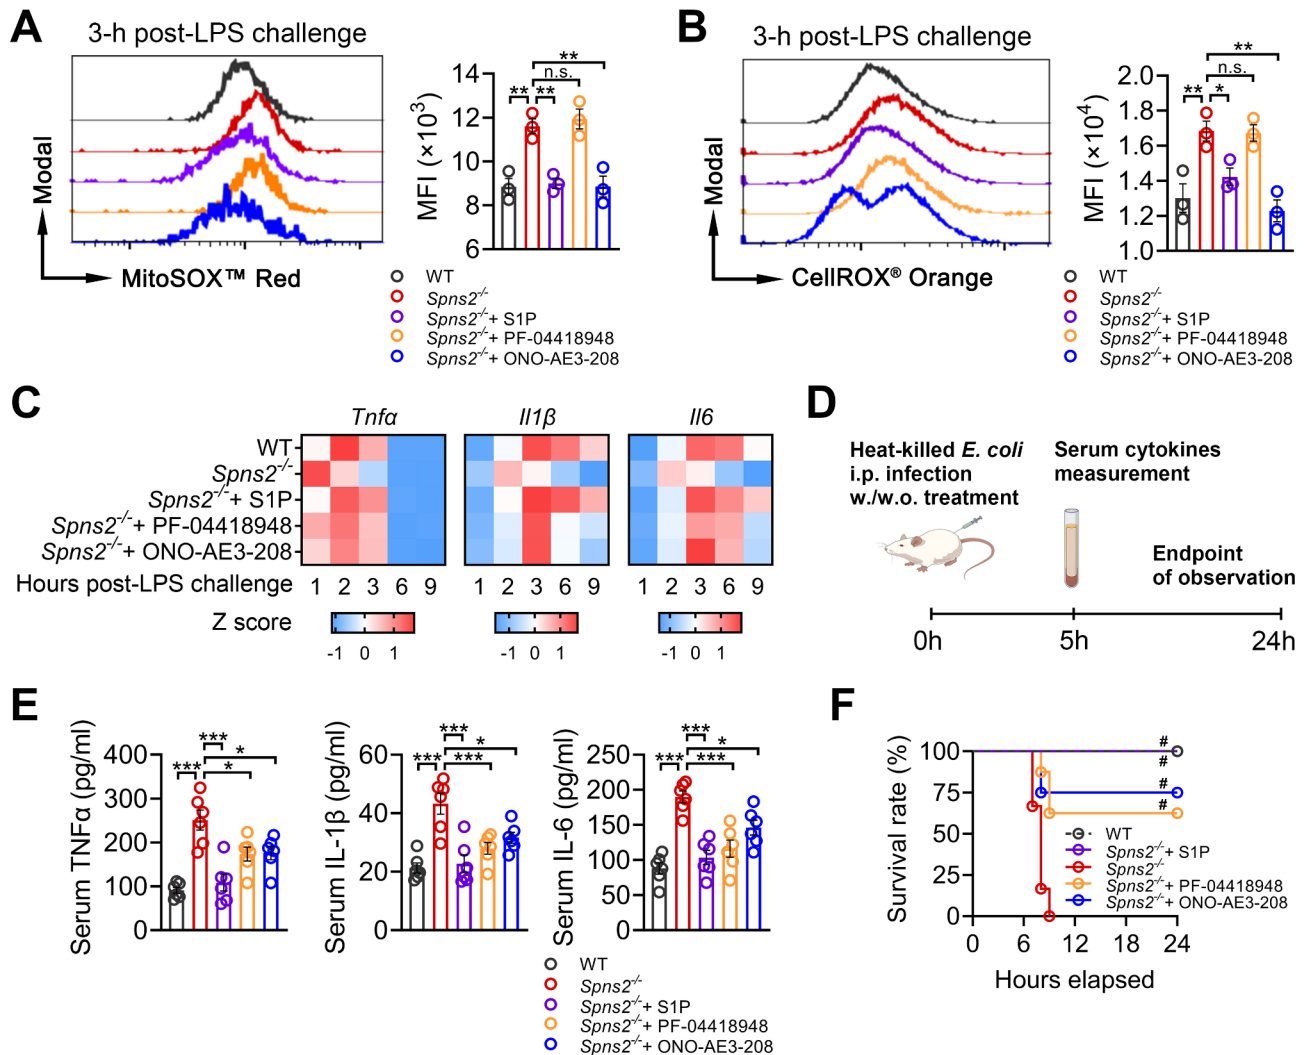 A
3-h post-LPS challenge
Modal
MitoSOX™ Red
MFI (×10³)
14
12
10
8
6
** ** n.s. **
WT
Spns2⁻/⁻
Spns2⁻/⁻+ S1P
Spns2⁻/⁻+ PF-04418948
Spns2⁻/⁻+ ONO-AE3-208
B
3-h post-LPS challenge
Modal
CellROX® Orange
MFI (×10⁴)
2.0
1.8
1.6
1.4
1.2
1.0
** * n.s. **
WT
Spns2⁻/⁻
Spns2⁻/⁻+ S1P
Spns2⁻/⁻+ PF-04418948
Spns2⁻/⁻+ ONO-AE3-208
C
Tnfα Il1β Il6
WT
Spns2⁻/⁻
Spns2⁻/⁻+ S1P
Spns2⁻/⁻+ PF-04418948
Spns2⁻/⁻+ ONO-AE3-208
Hours post-LPS challenge 1 2 3 6 9 1 2 3 6 9 1 2 3 6 9
Z score
-1 0 1 -1 0 1 -1 0 1
D
Heat-killed E. coli
i.p. infection
w./w.o. treatment
Serum cytokines
measurement
Endpoint
of observation
0h 5h 24h
E
Serum TNFα (pg/ml)
400
300
200
100
0
*** *** * *
Serum IL-1β (pg/ml)
60
40
20
0
*** *** *** *
Serum IL-6 (pg/ml)
250
200
150
100
50
0
*** *** *** *
WT
Spns2⁻/⁻
Spns2⁻/⁻+ S1P
Spns2⁻/⁻+ PF-04418948
Spns2⁻/⁻+ ONO-AE3-208
F
Survival rate (%)
100
75
50
25
0
#
#
#
#
WT
Spns2⁻/⁻+ S1P
Spns2⁻/⁻
Spns2⁻/⁻+ PF-04418948
Spns2⁻/⁻+ ONO-AE3-208
0 6 12 18 24
Hours elapsed